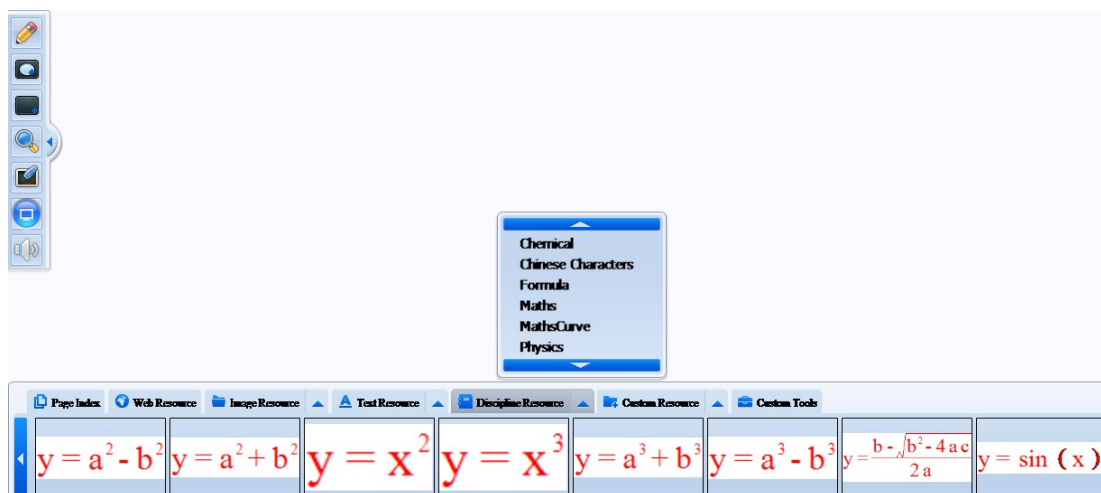 Chemical
Chinese Characters
Formula
Maths
MathsCurve
Physics
Page Index Web Resource Image Resource Text Resource Discipline Resource Custom Resource Custom Tools
y = a² - b² y = a² + b² y = x² y = x³ y = a³ + b³ y = a³ - b³ y = (b - √(b² - 4ac)) / 2a y = sin (x)